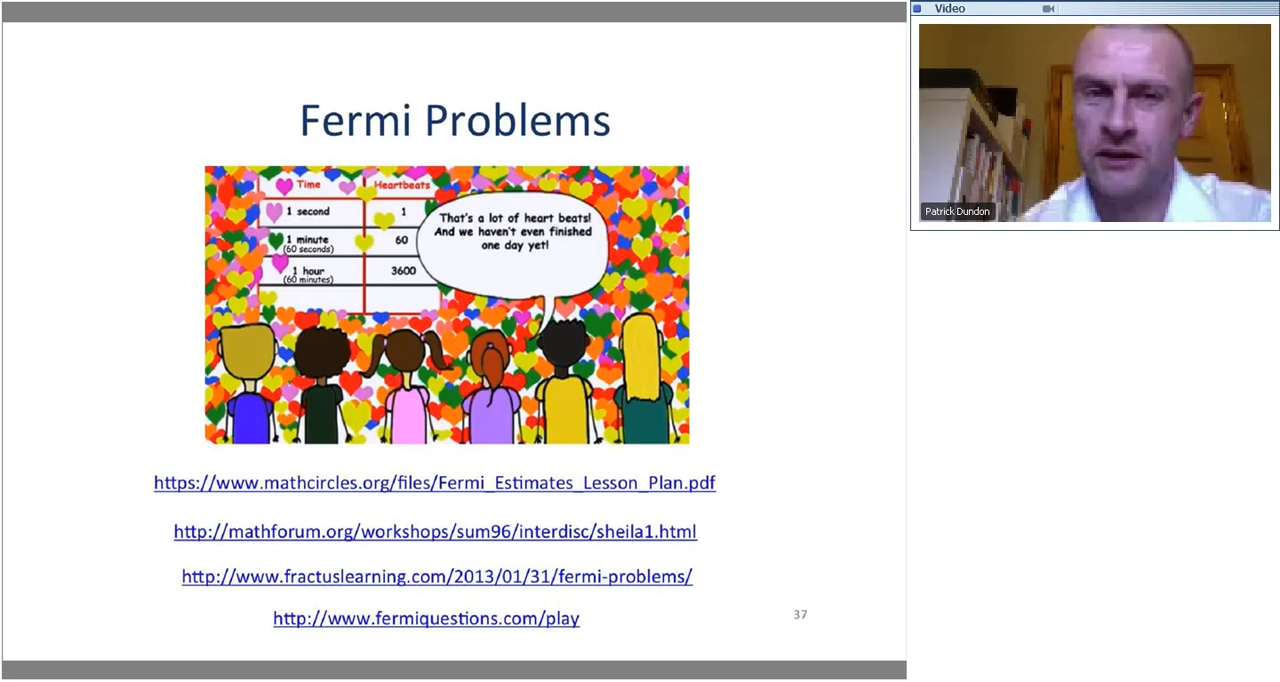 Video
Patrick Dundon
Fermi Problems
Time Heartbeats
1 second 1
1 minute 60
(60 seconds)
1 hour 3600
(60 minutes)
That's a lot of heart beats!
And we haven't even finished
one day yet!
https://www.mathcircles.org/files/Fermi_Estimates_Lesson_Plan.pdf
http://mathforum.org/workshops/sum96/interdisc/sheila1.html
http://www.fractuslearning.com/2013/01/31/fermi-problems/
http://www.fermiquestions.com/play
37